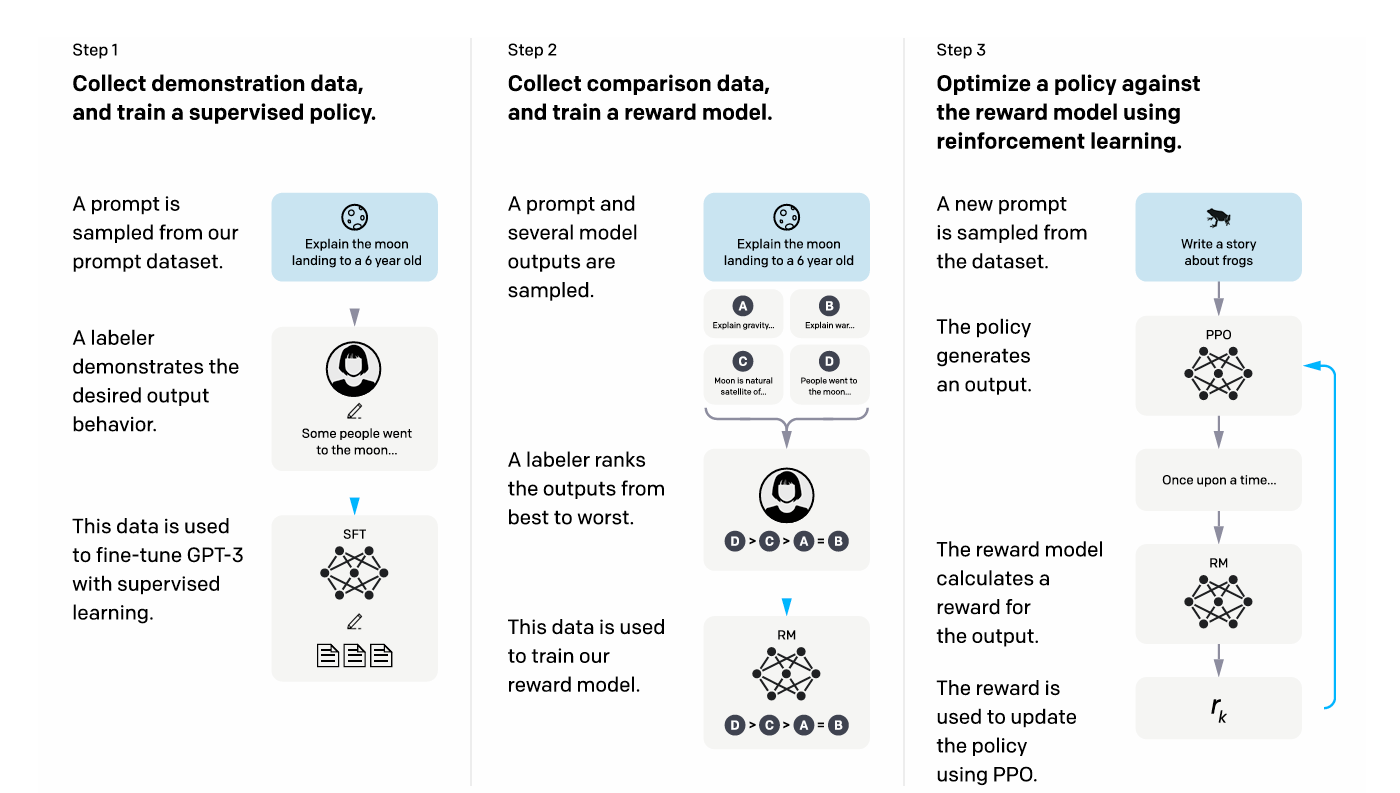 Step 1
Collect demonstration data,
and train a supervised policy.
A prompt is
sampled from our
prompt dataset.
Explain the moon
landing to a 6 year old
A labeler
demonstrates the
desired output
behavior.
Some people went
to the moon...
This data is used
to fine-tune GPT-3
with supervised
learning.
SFT
Step 2
Collect comparison data,
and train a reward model.
A prompt and
several model
outputs are
sampled.
Explain the moon
landing to a 6 year old
A
Explain gravity...
B
Explain war...
C
Moon is natural
satellite of...
D
People went to
the moon...
A labeler ranks
the outputs from
best to worst.
D > C > A = B
This data is used
to train our
reward model.
RM
D > C > A = B
Step 3
Optimize a policy against
the reward model using
reinforcement learning.
A new prompt
is sampled from
the dataset.
Write a story
about frogs
The policy
generates
an output.
PPO
Once upon a time...
The reward model
calculates a
reward for
the output.
RM
The reward is
used to update
the policy
using PPO.
rk